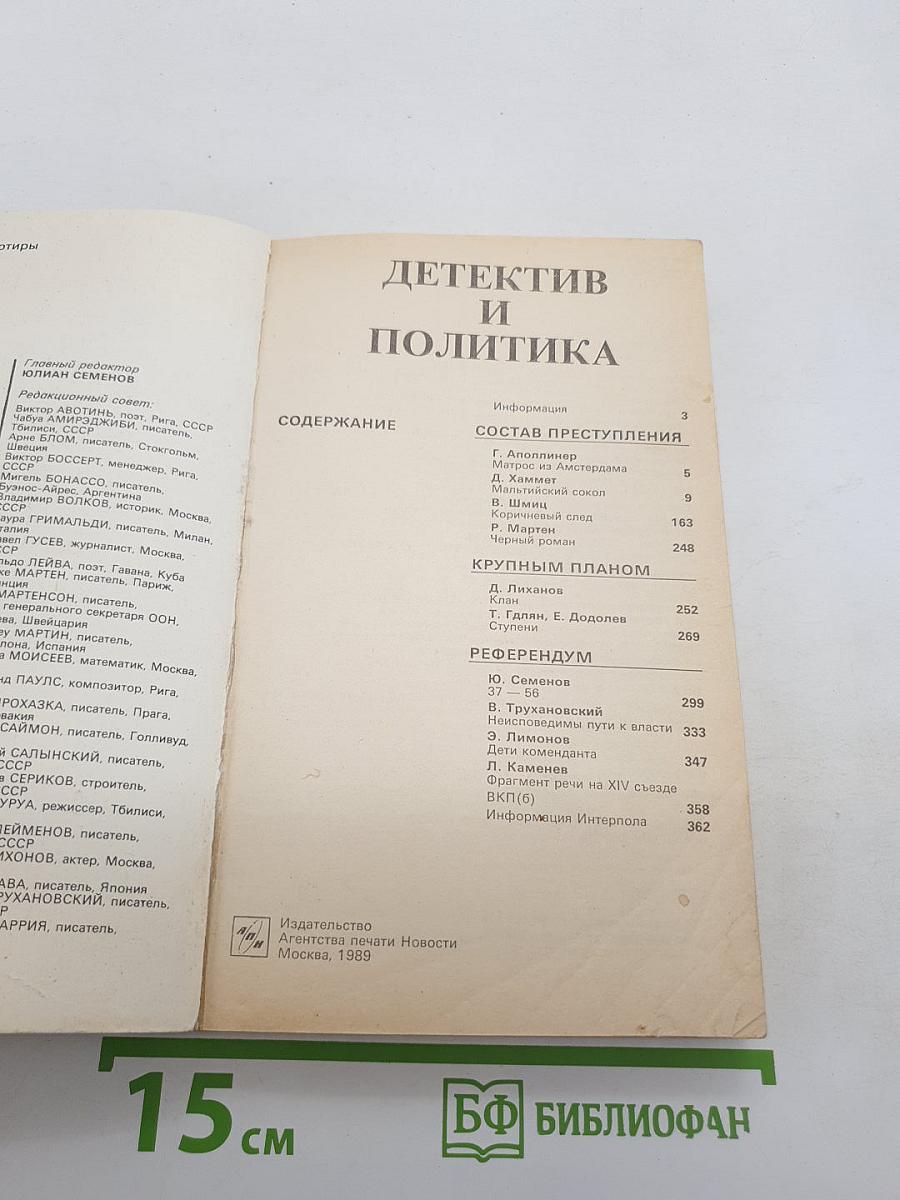 Главный редактор
ЮЛИАН СЕМЕНОВ
Редакционный совет:
Виктор АВОТИНЬ, поэт, Рига, СССР
Чабуа АМИРЭДЖИБИ, писатель,
Тбилиси, СССР
Арне БЛОМ, писатель, Стокгольм,
Швеция
Виктор БОССЕРТ, менеджер, Рига,
СССР
Мигель БОНАССО, писатель,
Буэнос-Айрес, Аргентина
Владимир ВОЛКОВ, историк, Москва,
СССР
ГРИМАЛЬДИ, писатель, Милан,
ГУСЕВ, журналист, Москва,
ЛЕЙВА, поэт, Гавана, Куба
МАРТЕН, писатель, Париж,
МАРТЕНСОН, писатель,
генерального секретаря ООН,
Швейцария
МАРТИН, писатель,
Испания
МОИСЕЕВ, математик, Москва,
ПАУЛС, композитор, Рига,
писатель, Прага,
САЙМОН, писатель, Голливуд,
САЛЫНСКИЙ, писатель,
СССР
СЕРИКОВ, строитель,
СССР
режиссер, Тбилиси,
писатель,
СССР
актер, Москва,
писатель, Япония
писатель,
писатель,
ДЕТЕКТИВ
И
ПОЛИТИКА
СОДЕРЖАНИЕ
Информация 3
СОСТАВ ПРЕСТУПЛЕНИЯ
Г. Аполлинер
Матрос из Амстердама 5
Д. Хаммет
Мальтийский сокол 9
В. Шмиц
Коричневый след 163
Р. Мартен
Черный роман 248
КРУПНЫМ ПЛАНОМ
Д. Лиханов
Клан 252
Т. Гдлян, Е. Додолев
Ступени 269
РЕФЕРЕНДУМ
Ю. Семенов
37 — 56 299
В. Трухановский
Неисповедимы пути к власти 333
Э. Лимонов
Дети коменданта 347
Л. Каменев
Фрагмент речи на XIV съезде
ВКП(б) 358
Информация Интерпола 362
АПН
Издательство
Агентства печати Новости
Москва, 1989
15 см
БФ БИБЛИОФАН